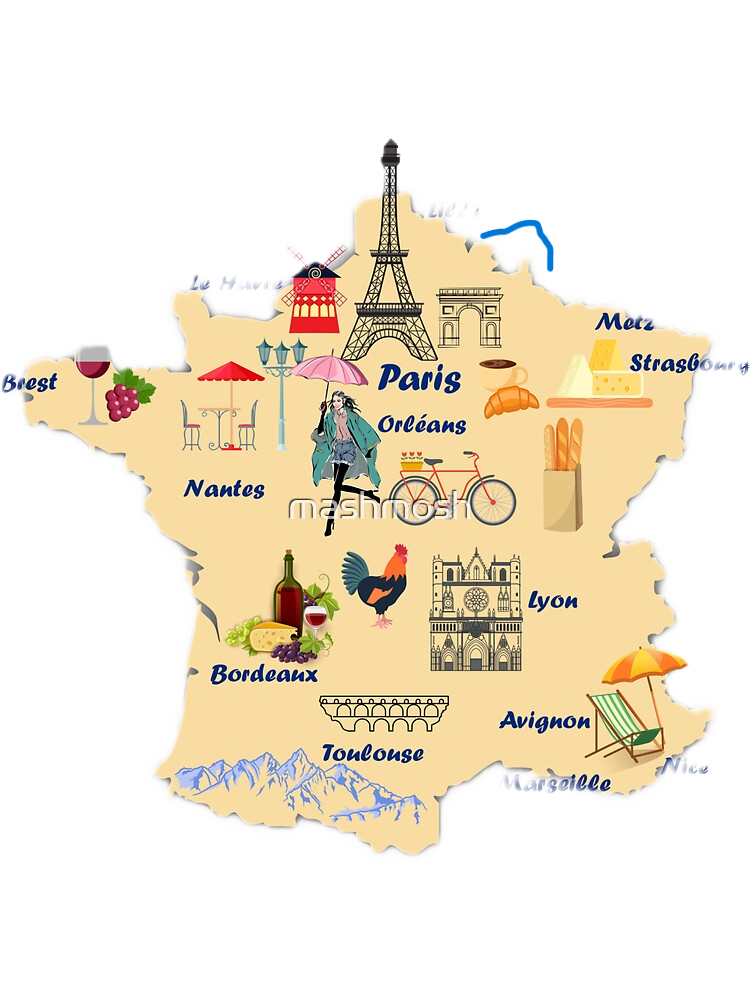 Lille
Le Havre
Metz
Strasbourg
Brest
Paris
Orléans
Nantes
mashmosh
Lyon
Bordeaux
Avignon
Toulouse
Nice
Marseille